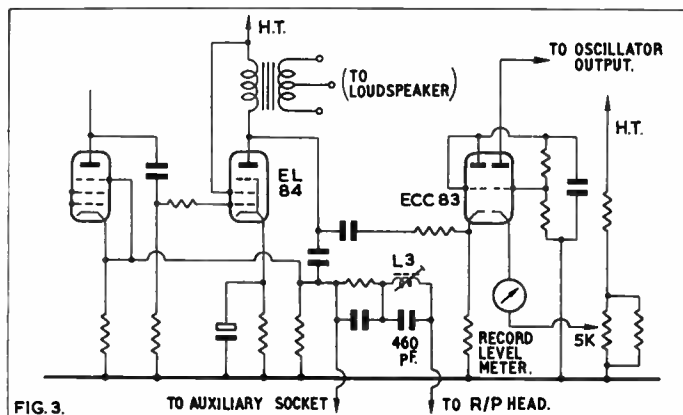 H.T.
TO OSCILLATOR
OUTPUT.
(TO
LOUDSPEAKER)
H.T.
EL
84
ECC 83
L3
460
PF.
RECORD
LEVEL
METER.
5K
FIG. 3.
TO AUXILIARY SOCKET
TO R/P HEAD.